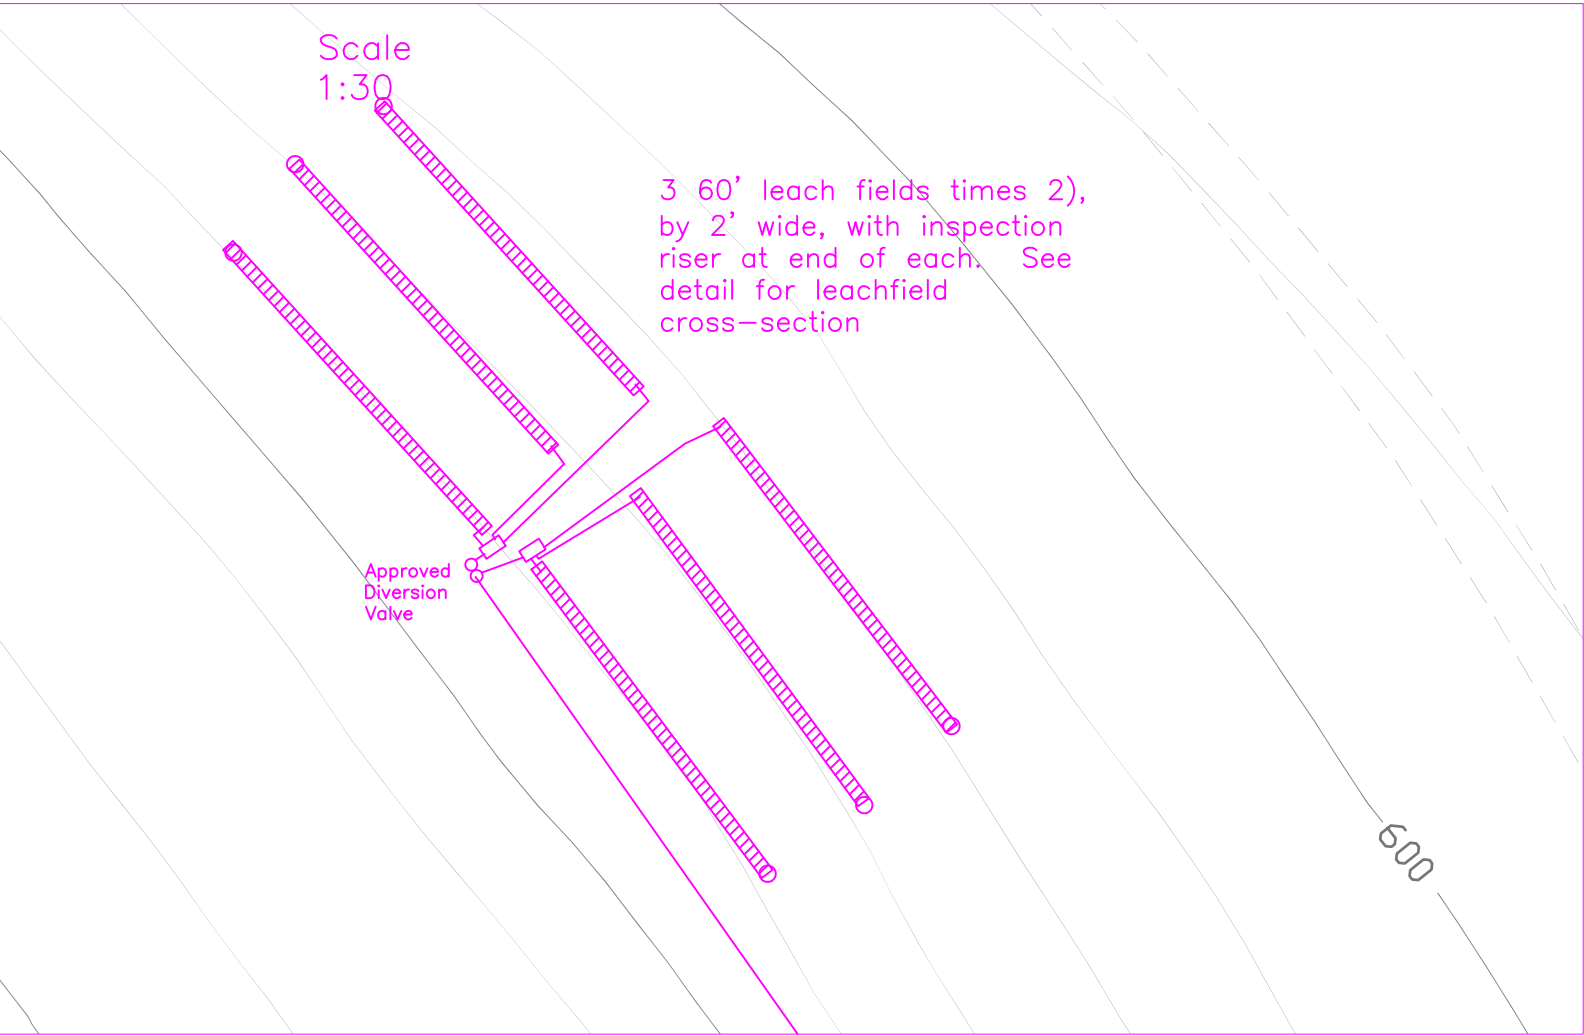 Scale
1:30
3 60' leach fields times 2),
by 2' wide, with inspection
riser at end of each. See
detail for leachfield
cross-section
Approved
Diversion
Valve
600